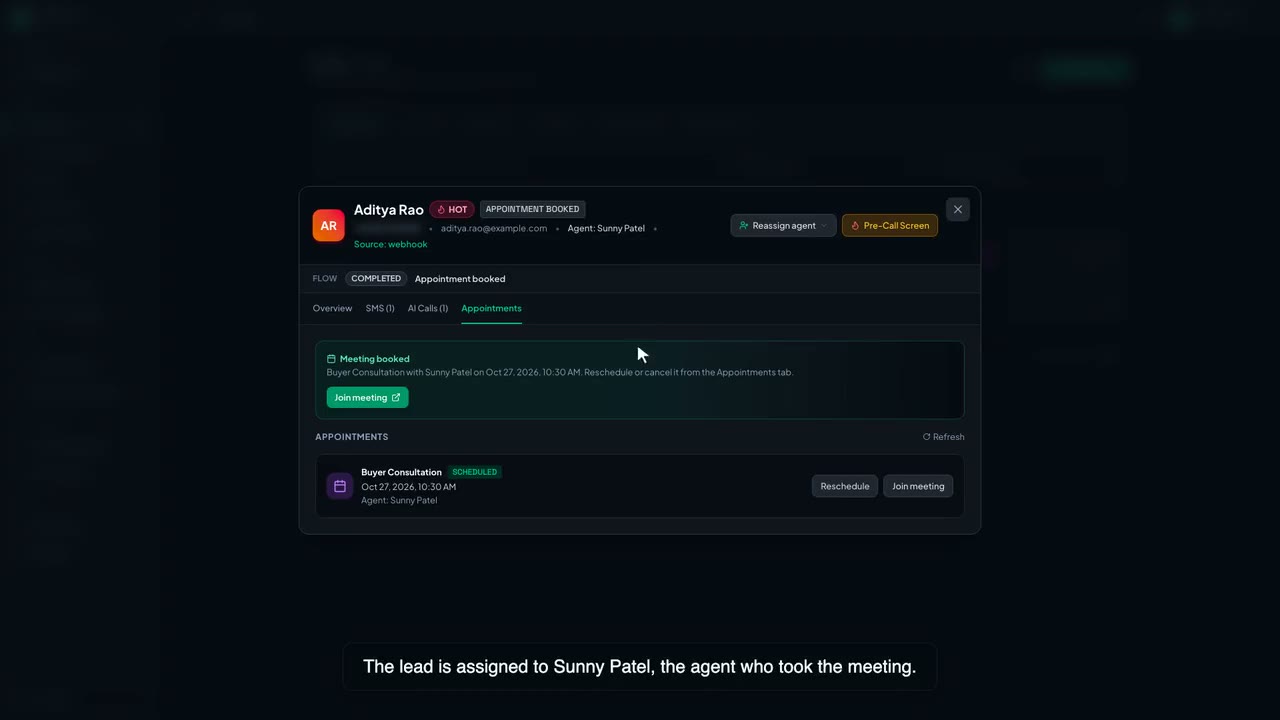 AR
Aditya Rao HOT APPOINTMENT BOOKED
• aditya.rao@example.com • Agent: Sunny Patel •
Source: webhook
Reassign agent
Pre-Call Screen
FLOW COMPLETED Appointment booked
Overview SMS (1) AI Calls (1) Appointments
Meeting booked
Buyer Consultation with Sunny Patel on Oct 27, 2026, 10:30 AM. Reschedule or cancel it from the Appointments tab.
Join meeting
APPOINTMENTS Refresh
Buyer Consultation SCHEDULED
Oct 27, 2026, 10:30 AM
Agent: Sunny Patel
Reschedule Join meeting
The lead is assigned to Sunny Patel, the agent who took the meeting.